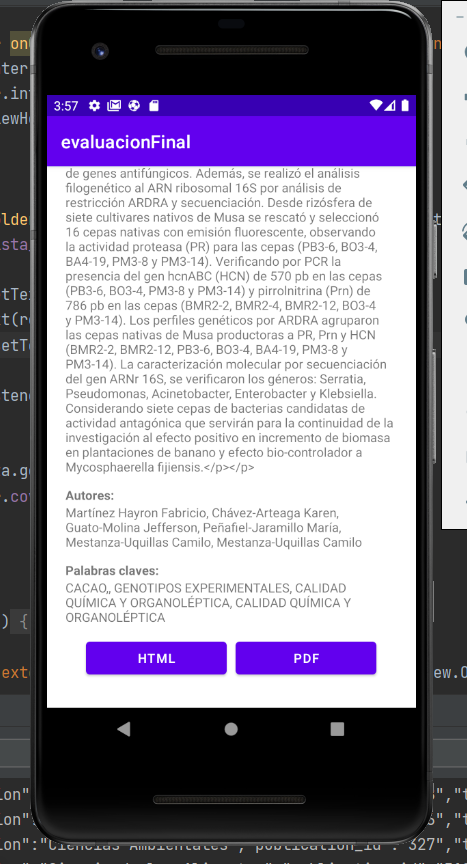 3:57
evaluacionFinal
de genes antifúngicos. Además, se realizó el análisis
filogenético al ARN ribosomal 16S por análisis de
restricción ARDRA y secuenciación. Desde rizósfera de
siete cultivares nativos de Musa se rescató y seleccionó
16 cepas nativas con emisión fluorescente, observando
la actividad proteasa (PR) para las cepas (PB3-6, BO3-4,
BA4-19, PM3-8 y PM3-14). Verificando por PCR la
presencia del gen hcnABC (HCN) de 570 pb en las cepas
(PB3-6, BO3-4, PM3-8 y PM3-14) y pirrolnitrina (Prn) de
786 pb en las cepas (BMR2-2, BMR2-4, BMR2-12, BO3-4
y PM3-14). Los perfiles genéticos por ARDRA agruparon
las cepas nativas de Musa productoras a PR, Prn y HCN
(BMR2-2, BMR2-12, PB3-6, BO3-4, BA4-19, PM3-8 y
PM3-14). La caracterización molecular por secuenciación
del gen ARNr 16S, se verificaron los géneros: Serratia,
Pseudomonas, Acinetobacter, Enterobacter y Klebsiella.
Considerando siete cepas de bacterias candidatas de
actividad antagónica que servirán para la continuidad de la
investigación al efecto positivo en incremento de biomasa
en plantaciones de banano y efecto bio-controlador a
Mycosphaerella fijiensis.</p></p>
Autores:
Martínez Hayron Fabricio, Chávez-Arteaga Karen,
Guato-Molina Jefferson, Peñafiel-Jaramillo María,
Mestanza-Uquillas Camilo, Mestanza-Uquillas Camilo
Palabras claves:
CACAO,, GENOTIPOS EXPERIMENTALES, CALIDAD
QUÍMICA Y ORGANOLÉPTICA, CALIDAD QUÍMICA Y
ORGANOLÉPTICA
HTML PDF